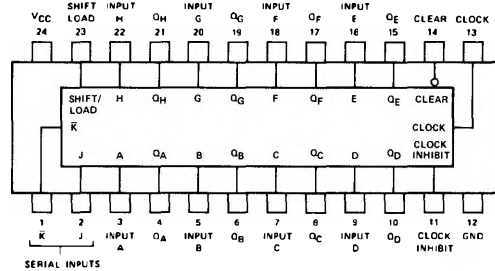 SHIFT INPUT INPUT INPUT INPUT
VCC LOAD H QH G QG F QF E QE CLEAR CLOCK
24 23 22 21 20 19 18 17 16 15 14 13
SHIFT/ H QH G QG F QF E QE CLEAR
LOAD
K̅ CLOCK
CLOCK
J A QA B QB C QC D QD INHIBIT
1 2 3 4 5 6 7 8 9 10 11 12
K̅ J INPUT QA INPUT QB INPUT QC INPUT QD CLOCK GND
A B C D INHIBIT
SERIAL INPUTS